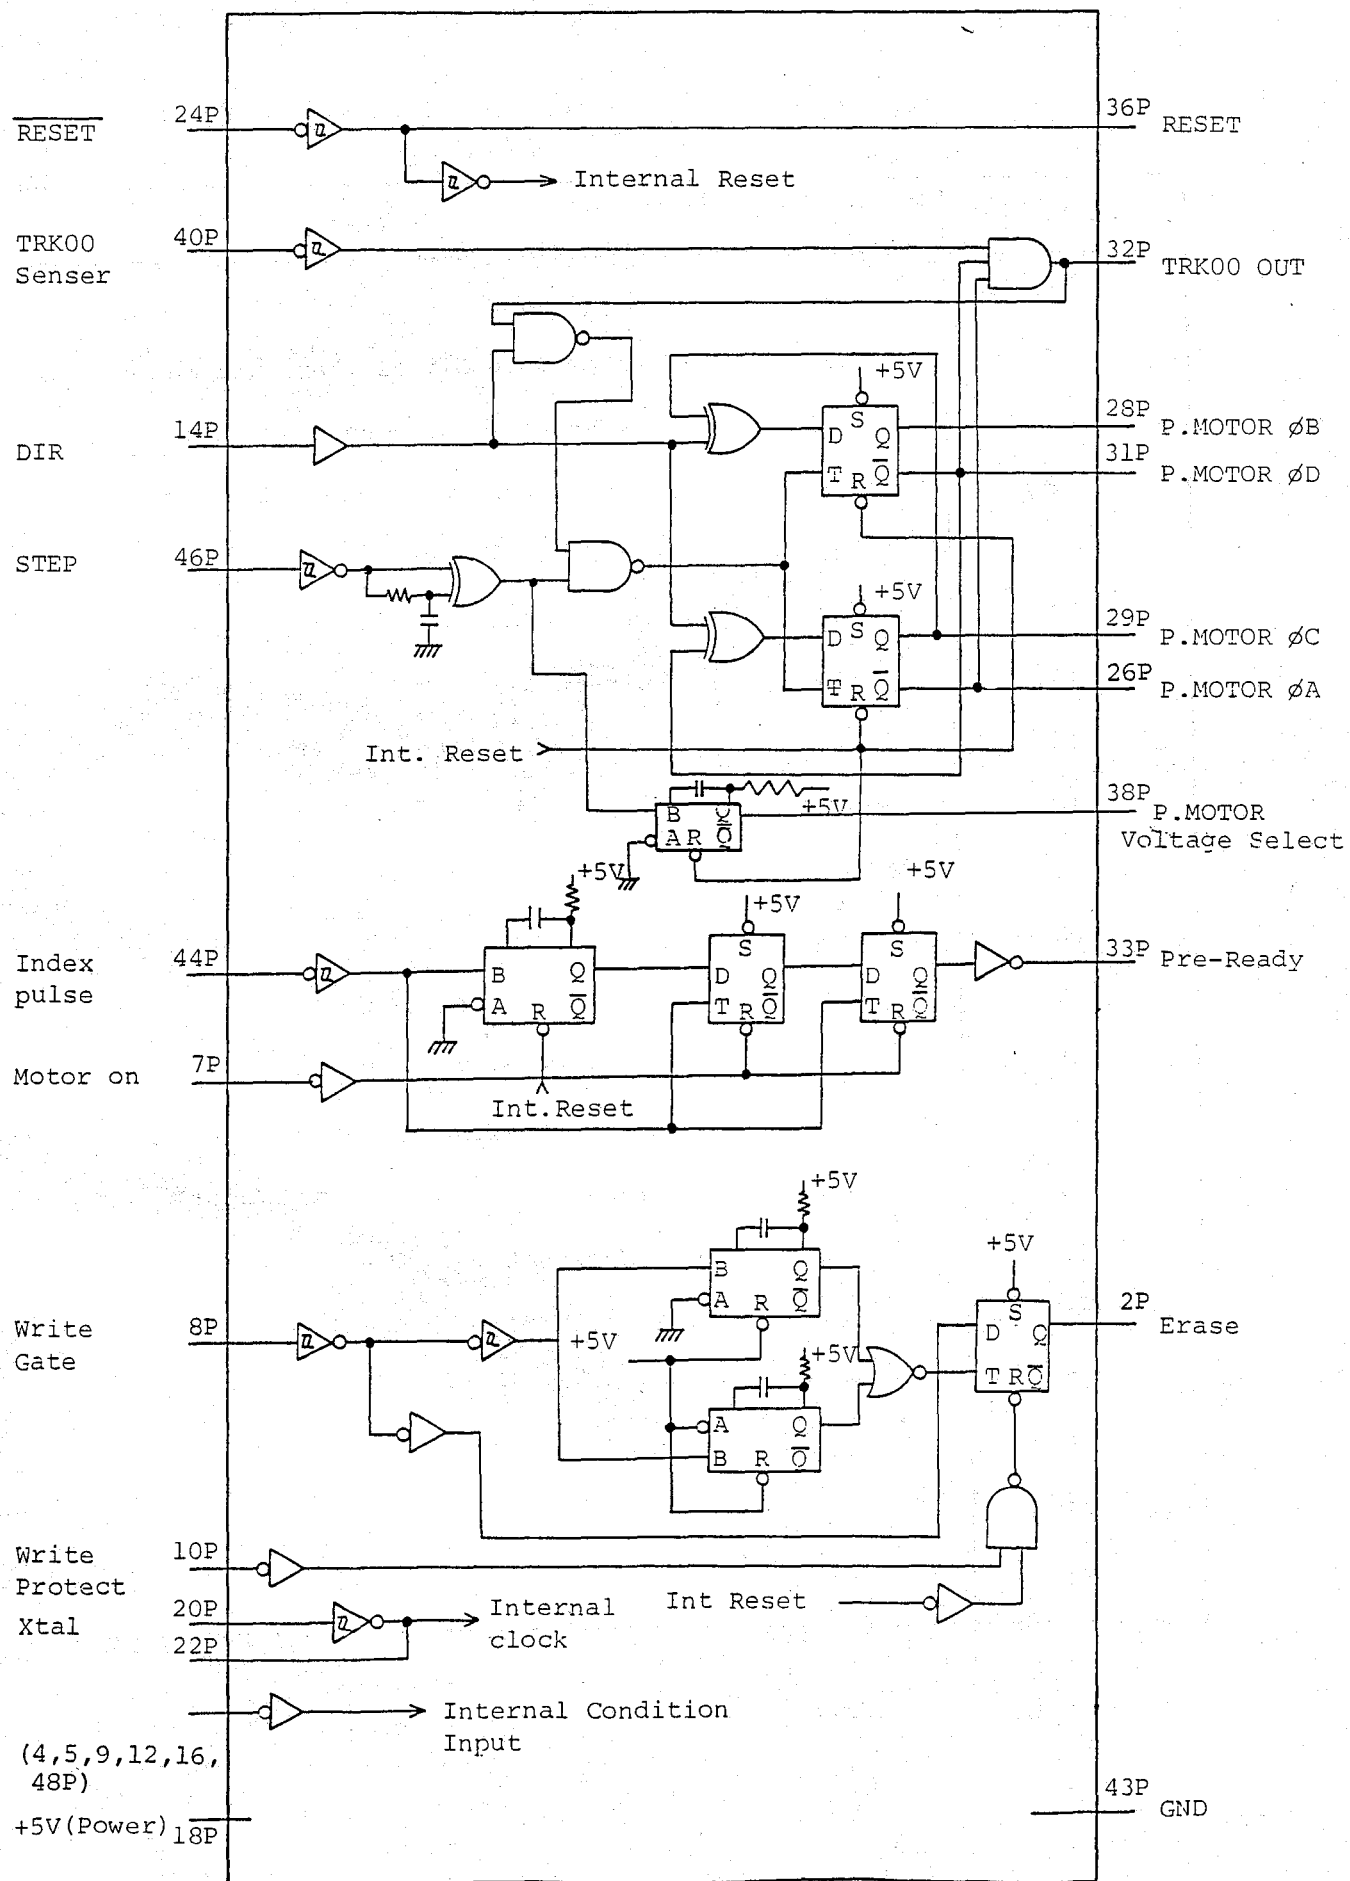 24P
RESET
36P
RESET
Internal Reset
40P
TRK00
Senser
32P
TRK00 OUT
+5V
S
D
Q
T
R
Q
28P
P.MOTOR ØB
14P
DIR
31P
P.MOTOR ØD
46P
STEP
+5V
S
D
Q
T
R
Q
29P
P.MOTOR ØC
26P
P.MOTOR ØA
Int. Reset
38P
P.MOTOR
Voltage Select
+5V
B
Q
A
R
Q
+5V
+5V
+5V
44P
Index
pulse
B
Q
A
R
Q
S
D
Q
T
R
Q
S
D
Q
T
R
Q
33P
Pre-Ready
7P
Motor on
Int.Reset
+5V
B
Q
A
R
Q
+5V
S
D
Q
T
R
Q
2P
Erase
8P
Write
Gate
+5V
+5V
A
Q
B
R
Q
10P
Write
Protect
Int Reset
20P
Xtal
22P
Internal
clock
Internal Condition
Input
(4,5,9,12,16,
48P)
+5V(Power)
18P
43P
GND